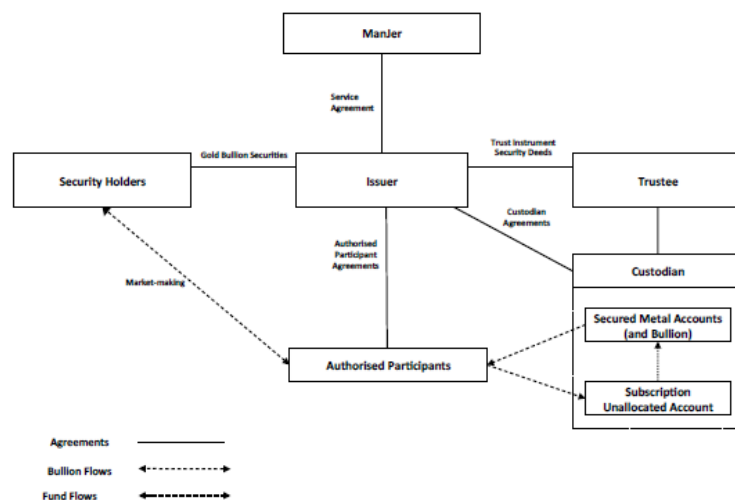 ManJer
Service
Agreement
Gold Bullion Securities
Trust Instrument
Security Deeds
Security Holders
Issuer
Trustee
Custodian
Agreements
Authorised
Participant
Agreements
Custodian
Market-making
Secured Metal Accounts
(and Bullion)
Authorised Participants
Subscription
Unallocated Account
Agreements
Bullion Flows
Fund Flows